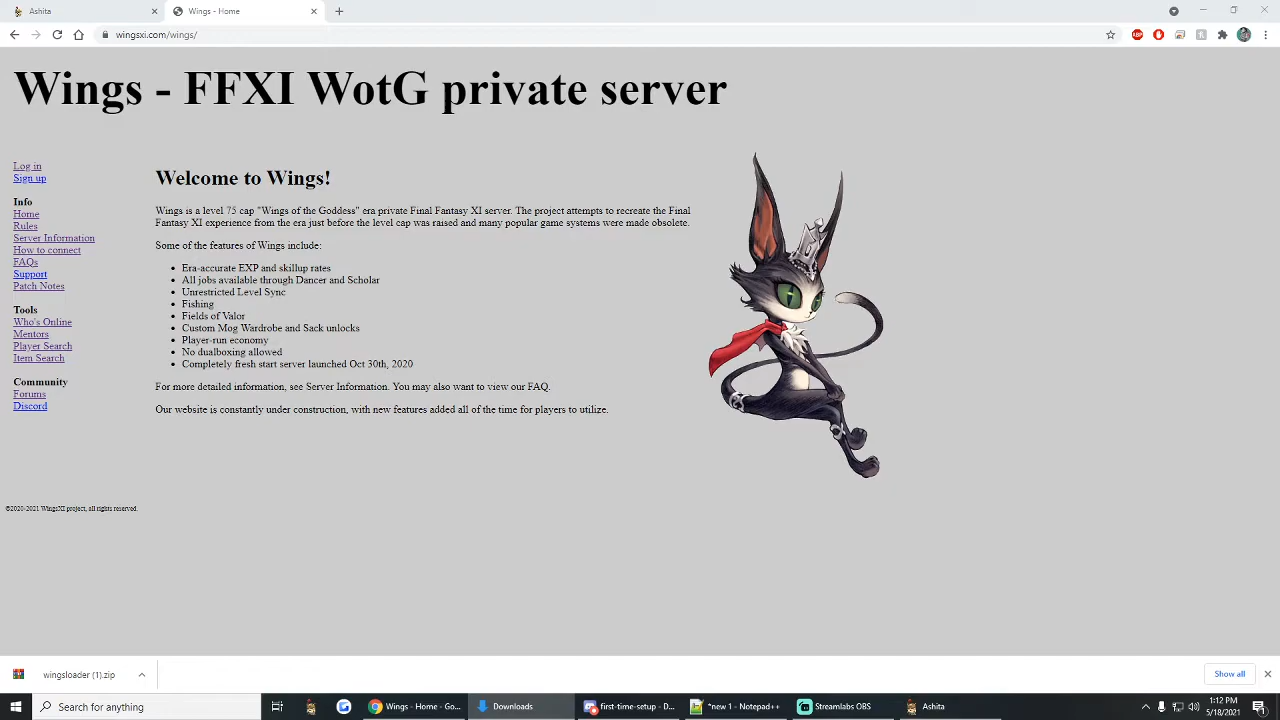 Ashita
Wings - Home
wingsxi.com/wings/
ABP
Wings - FFXI WotG private server
Log in
Sign up
Info
Home
Rules
Server Information
How to connect
FAQs
Support
Patch Notes
Tools
Who's Online
Mentors
Player Search
Item Search
Community
Forums
Discord
Welcome to Wings!
Wings is a level 75 cap "Wings of the Goddess" era private Final Fantasy XI server. The project attempts to recreate the Final
Fantasy XI experience from the era just before the level cap was raised and many popular game systems were made obsolete.
Some of the features of Wings include:
• Era-accurate EXP and skillup rates
• All jobs available through Dancer and Scholar
• Unrestricted Level Sync
• Fishing
• Fields of Valor
• Custom Mog Wardrobe and Sack unlocks
• Player-run economy
• No dualboxing allowed
• Completely fresh start server launched Oct 30th, 2020
For more detailed information, see Server Information. You may also want to view our FAQ.
Our website is constantly under construction, with new features added all of the time for players to utilize.
©2020-2021 WingsXI project, all rights reserved.
wingsloader (1).zip
Show all
Search for anything
Wings - Home - Go...
Downloads
first-time-setup - D...
*new 1 - Notepad++
Streamlabs OBS
Ashita
1:12 PM
5/18/2021